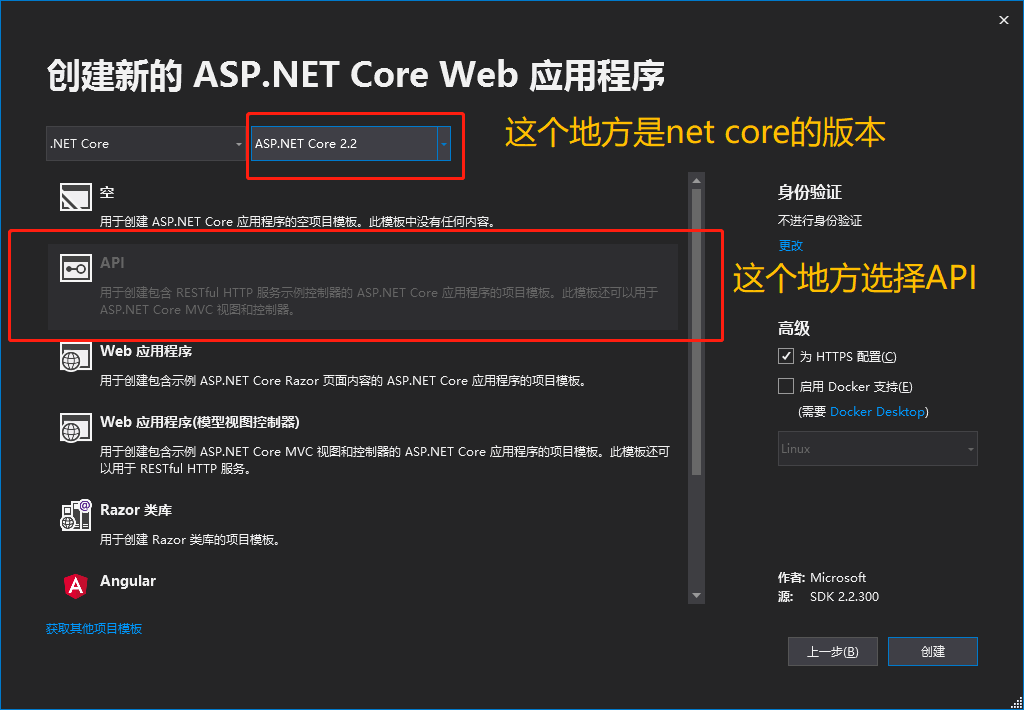 创建新的 ASP.NET Core Web 应用程序
.NET Core
ASP.NET Core 2.2
这个地方是net core的版本
空
用于创建 ASP.NET Core 应用程序的空项目模板。此模板中没有任何内容。
API
用于创建包含 RESTful HTTP 服务示例控制器的 ASP.NET Core 应用程序的项目模板。此模板还可以用于
ASP.NET Core MVC 视图和控制器。
Web 应用程序
用于创建包含示例 ASP.NET Core Razor 页面内容的 ASP.NET Core 应用程序的项目模板。
Web 应用程序(模型视图控制器)
用于创建包含示例 ASP.NET Core MVC 视图和控制器的 ASP.NET Core 应用程序的项目模板。此模板还可
以用于 RESTful HTTP 服务。
Razor 类库
用于创建 Razor 类库的项目模板。
Angular
获取其他项目模板
身份验证
不进行身份验证
更改
这个地方选择API
高级
为 HTTPS 配置(C)
启用 Docker 支持(E)
(需要 Docker Desktop)
Linux
作者: Microsoft
源: SDK 2.2.300
上一步(B)
创建